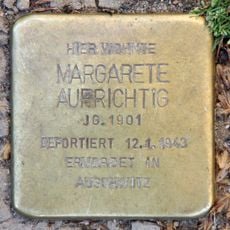 HIER WOHNTE
MARGARETE
AUFRICHTIG
JG. 1901
DEPORTIERT 12.1.1943
ERMORDET IN
AUSCHWITZ